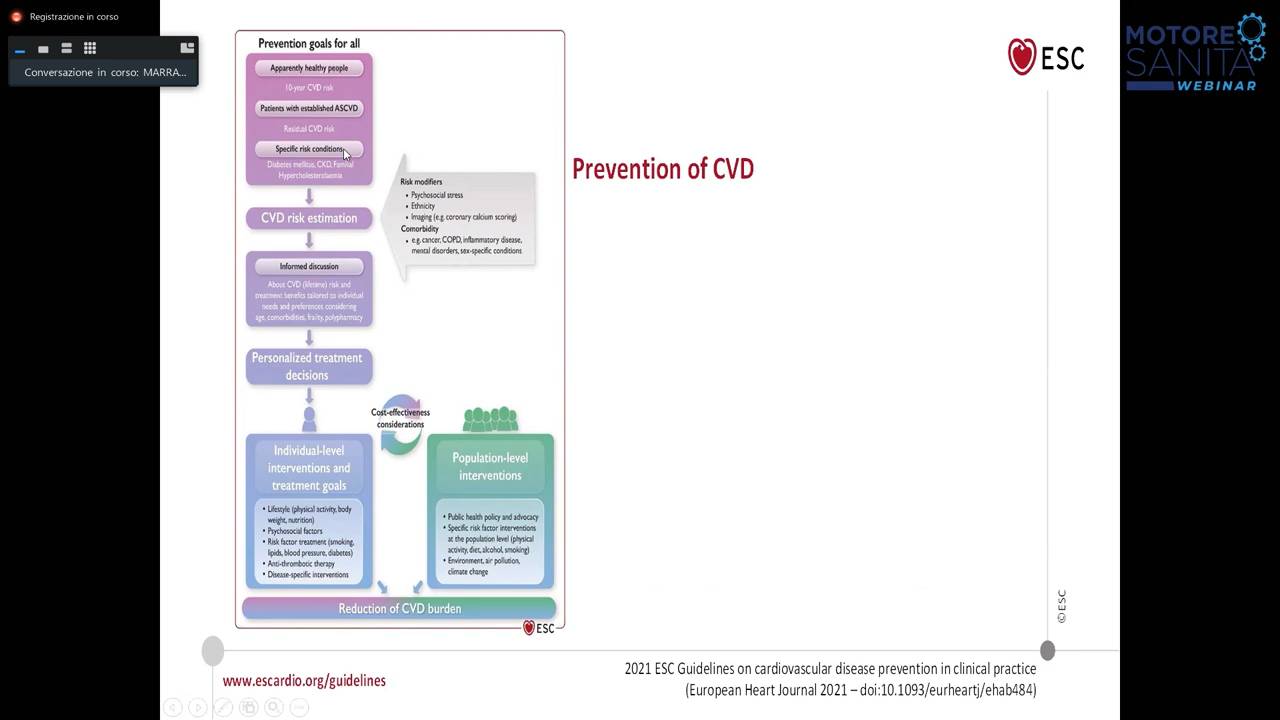 Registrazione in corso
Conversazione in corso: MARRA...
MOTORE
SANITÀ
WEBINAR
ESC
Prevention goals for all
Apparently healthy people
10-year CVD risk
Patients with established ASCVD
Residual CVD risk
Specific risk conditions
Diabetes mellitus, CKD, Familial
Hypercholesterolaemia
CVD risk estimation
Risk modifiers
• Psychosocial stress
• Ethnicity
• Imaging (e.g. coronary calcium scoring)
Comorbidity
• e.g. cancer, COPD, inflammatory disease,
mental disorders, sex-specific conditions
Informed discussion
About CVD (lifetime) risk and
treatment benefits tailored to individual
needs and preferences considering
age, comorbidities, frailty, polypharmacy
Personalized treatment
decisions
Cost-effectiveness
considerations
Individual-level
interventions and
treatment goals
• Lifestyle (physical activity, body
weight, nutrition)
• Psychosocial factors
• Risk factor treatment (smoking,
lipids, blood pressure, diabetes)
• Anti-thrombotic therapy
• Disease-specific interventions
Population-level
interventions
• Public health policy and advocacy
• Specific risk factor interventions
at the population level (physical
activity, diet, alcohol, smoking)
• Environment, air pollution,
climate change
Reduction of CVD burden
ESC
Prevention of CVD
©ESC
www.escardio.org/guidelines
2021 ESC Guidelines on cardiovascular disease prevention in clinical practice
(European Heart Journal 2021 – doi:10.1093/eurheartj/ehab484)